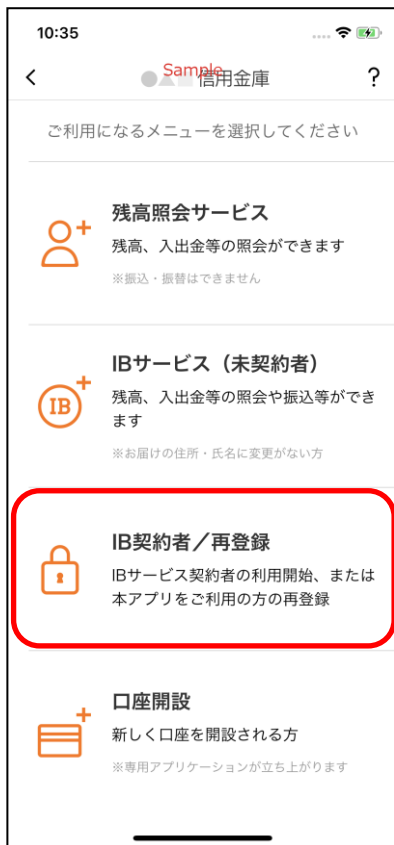 10:35
Sample
●▲■信用金庫
?
ご利用になるメニューを選択してください
残高照会サービス
残高、入出金等の照会ができます
※振込・振替はできません
IB
IBサービス（未契約者）
残高、入出金等の照会や振込等ができ
ます
※お届けの住所・氏名に変更がない方
IB契約者／再登録
IBサービス契約者の利用開始、または
本アプリをご利用の方の再登録
口座開設
新しく口座を開設される方
※専用アプリケーションが立ち上がります